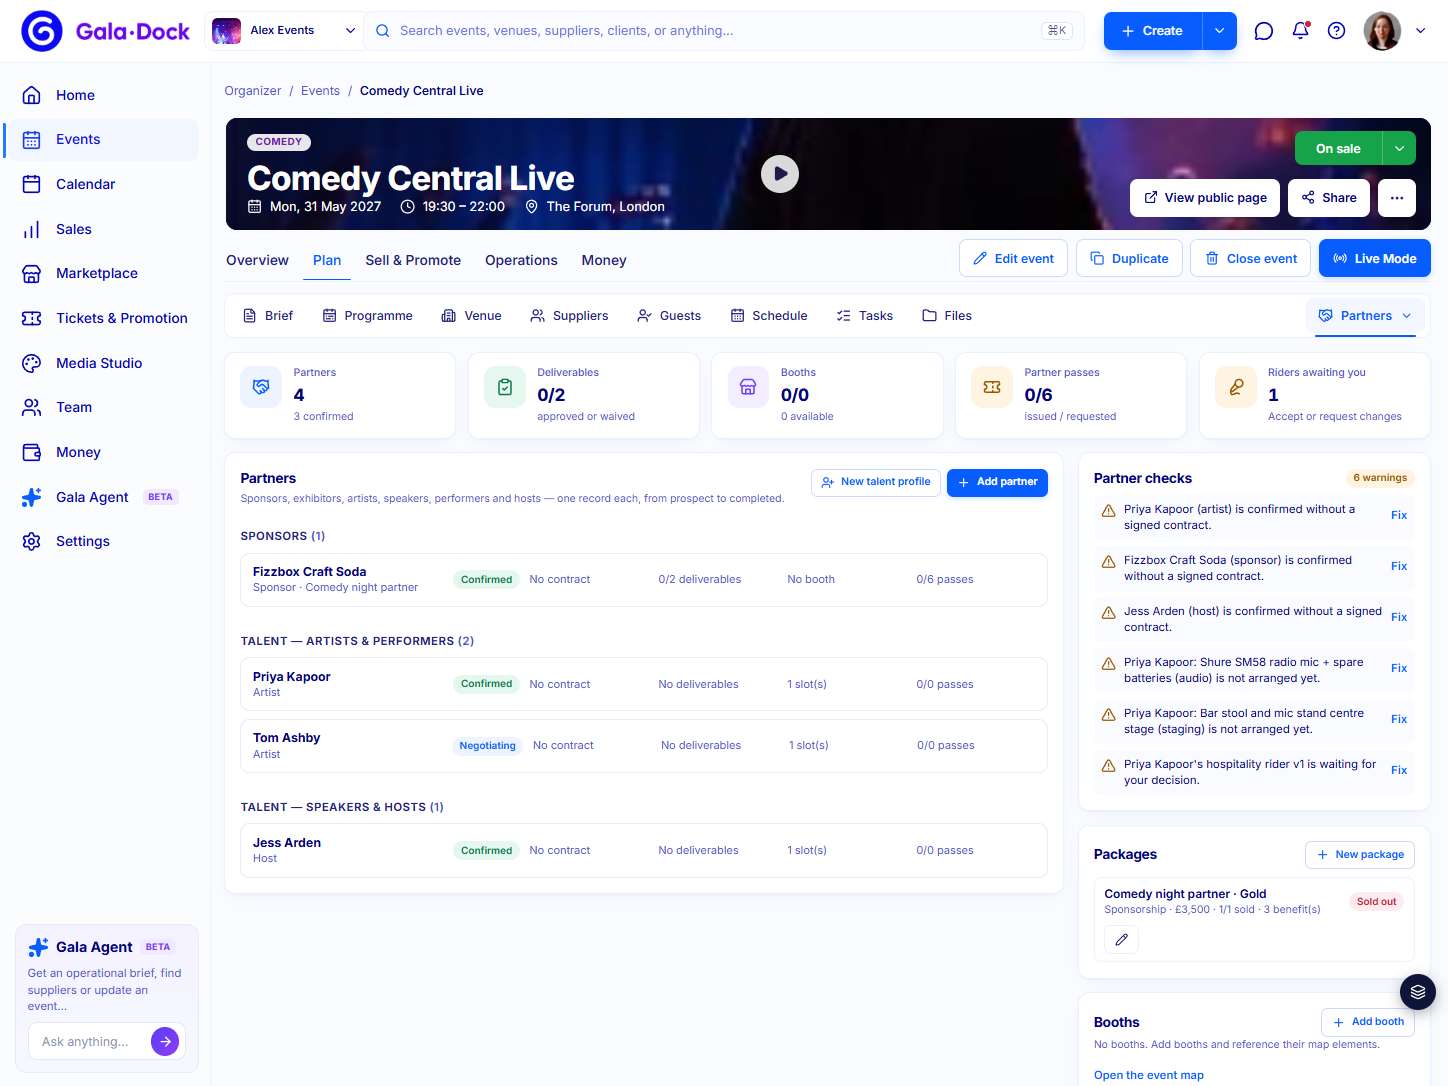 Gala·Dock
Alex Events
Search events, venues, suppliers, clients, or anything...
⌘K
+ Create
Home
Events
Calendar
Sales
Marketplace
Tickets & Promotion
Media Studio
Team
Money
Gala Agent BETA
Settings
Organizer / Events / Comedy Central Live
COMEDY
Comedy Central Live
Mon, 31 May 2027 19:30 – 22:00 The Forum, London
On sale
View public page
Share
...
Overview
Plan
Sell & Promote
Operations
Money
Edit event
Duplicate
Close event
Live Mode
Brief
Programme
Venue
Suppliers
Guests
Schedule
Tasks
Files
Partners
Partners
4
3 confirmed
Deliverables
0/2
approved or waived
Booths
0/0
0 available
Partner passes
0/6
issued / requested
Riders awaiting you
1
Accept or request changes
Partners
Sponsors, exhibitors, artists, speakers, performers and hosts — one record each, from prospect to completed.
New talent profile
+ Add partner
SPONSORS (1)
Fizzbox Craft Soda
Sponsor · Comedy night partner
Confirmed No contract 0/2 deliverables No booth 0/6 passes
TALENT — ARTISTS & PERFORMERS (2)
Priya Kapoor
Artist
Confirmed No contract No deliverables 1 slot(s) 0/0 passes
Tom Ashby
Artist
Negotiating No contract No deliverables 1 slot(s) 0/0 passes
TALENT — SPEAKERS & HOSTS (1)
Jess Arden
Host
Confirmed No contract No deliverables 1 slot(s) 0/0 passes
Partner checks
6 warnings
Priya Kapoor (artist) is confirmed without a
signed contract.
Fix
Fizzbox Craft Soda (sponsor) is confirmed
without a signed contract.
Fix
Jess Arden (host) is confirmed without a signed
contract.
Fix
Priya Kapoor: Shure SM58 radio mic + spare
batteries (audio) is not arranged yet.
Fix
Priya Kapoor: Bar stool and mic stand centre
stage (staging) is not arranged yet.
Fix
Priya Kapoor's hospitality rider v1 is waiting for
your decision.
Fix
Packages
+ New package
Comedy night partner · Gold
Sponsorship · £3,500 · 1/1 sold · 3 benefit(s)
Sold out
Booths
+ Add booth
No booths. Add booths and reference their map elements.
Open the event map
Gala Agent BETA
Get an operational brief, find
suppliers or update an
event...
Ask anything...